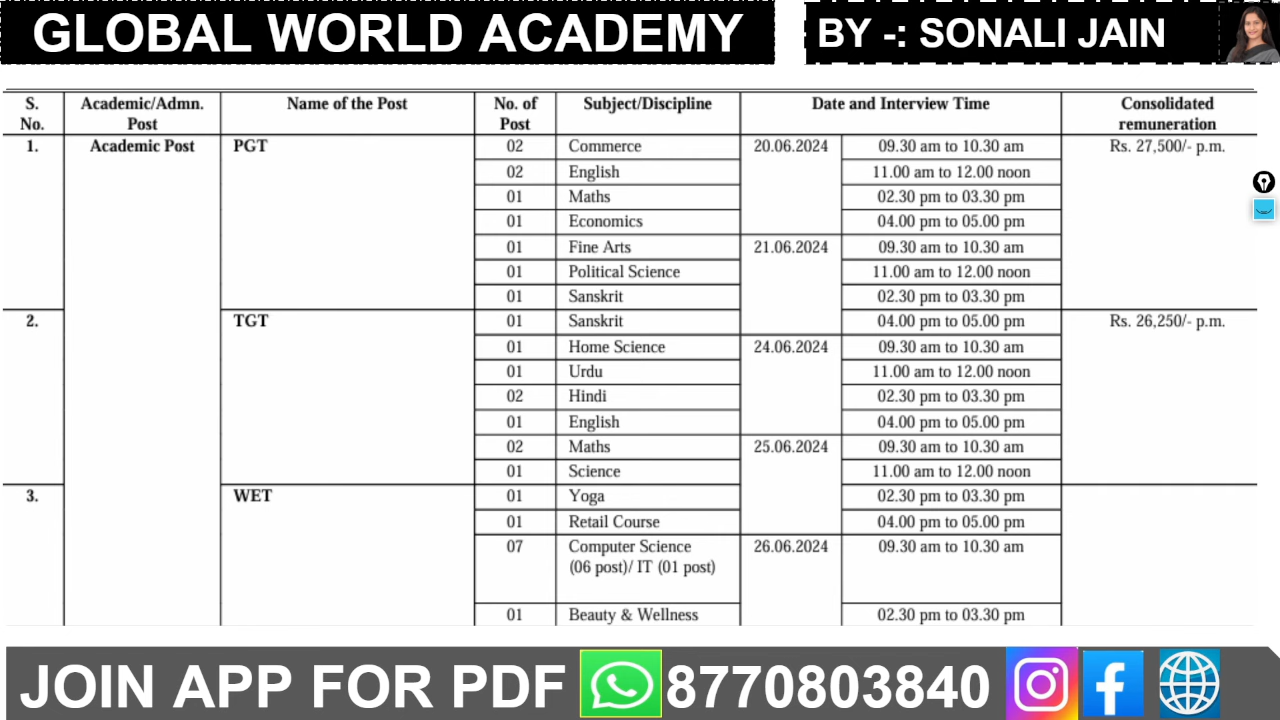 GLOBAL WORLD ACADEMY
BY -: SONALI JAIN
S. No. Academic/Admn. Post Name of the Post No. of Post Subject/Discipline Date and Interview Time Consolidated remuneration
1. Academic Post PGT 02 Commerce 20.06.2024 09.30 am to 10.30 am Rs. 27,500/- p.m.
02 English 11.00 am to 12.00 noon
01 Maths 02.30 pm to 03.30 pm
01 Economics 04.00 pm to 05.00 pm
01 Fine Arts 21.06.2024 09.30 am to 10.30 am
01 Political Science 11.00 am to 12.00 noon
01 Sanskrit 02.30 pm to 03.30 pm
2. TGT 01 Sanskrit 04.00 pm to 05.00 pm Rs. 26,250/- p.m.
01 Home Science 24.06.2024 09.30 am to 10.30 am
01 Urdu 11.00 am to 12.00 noon
02 Hindi 02.30 pm to 03.30 pm
01 English 04.00 pm to 05.00 pm
02 Maths 25.06.2024 09.30 am to 10.30 am
01 Science 11.00 am to 12.00 noon
3. WET 01 Yoga 02.30 pm to 03.30 pm
01 Retail Course 04.00 pm to 05.00 pm
07 Computer Science 26.06.2024 09.30 am to 10.30 am
(06 post)/ IT (01 post)
01 Beauty & Wellness 02.30 pm to 03.30 pm
JOIN APP FOR PDF 8770803840